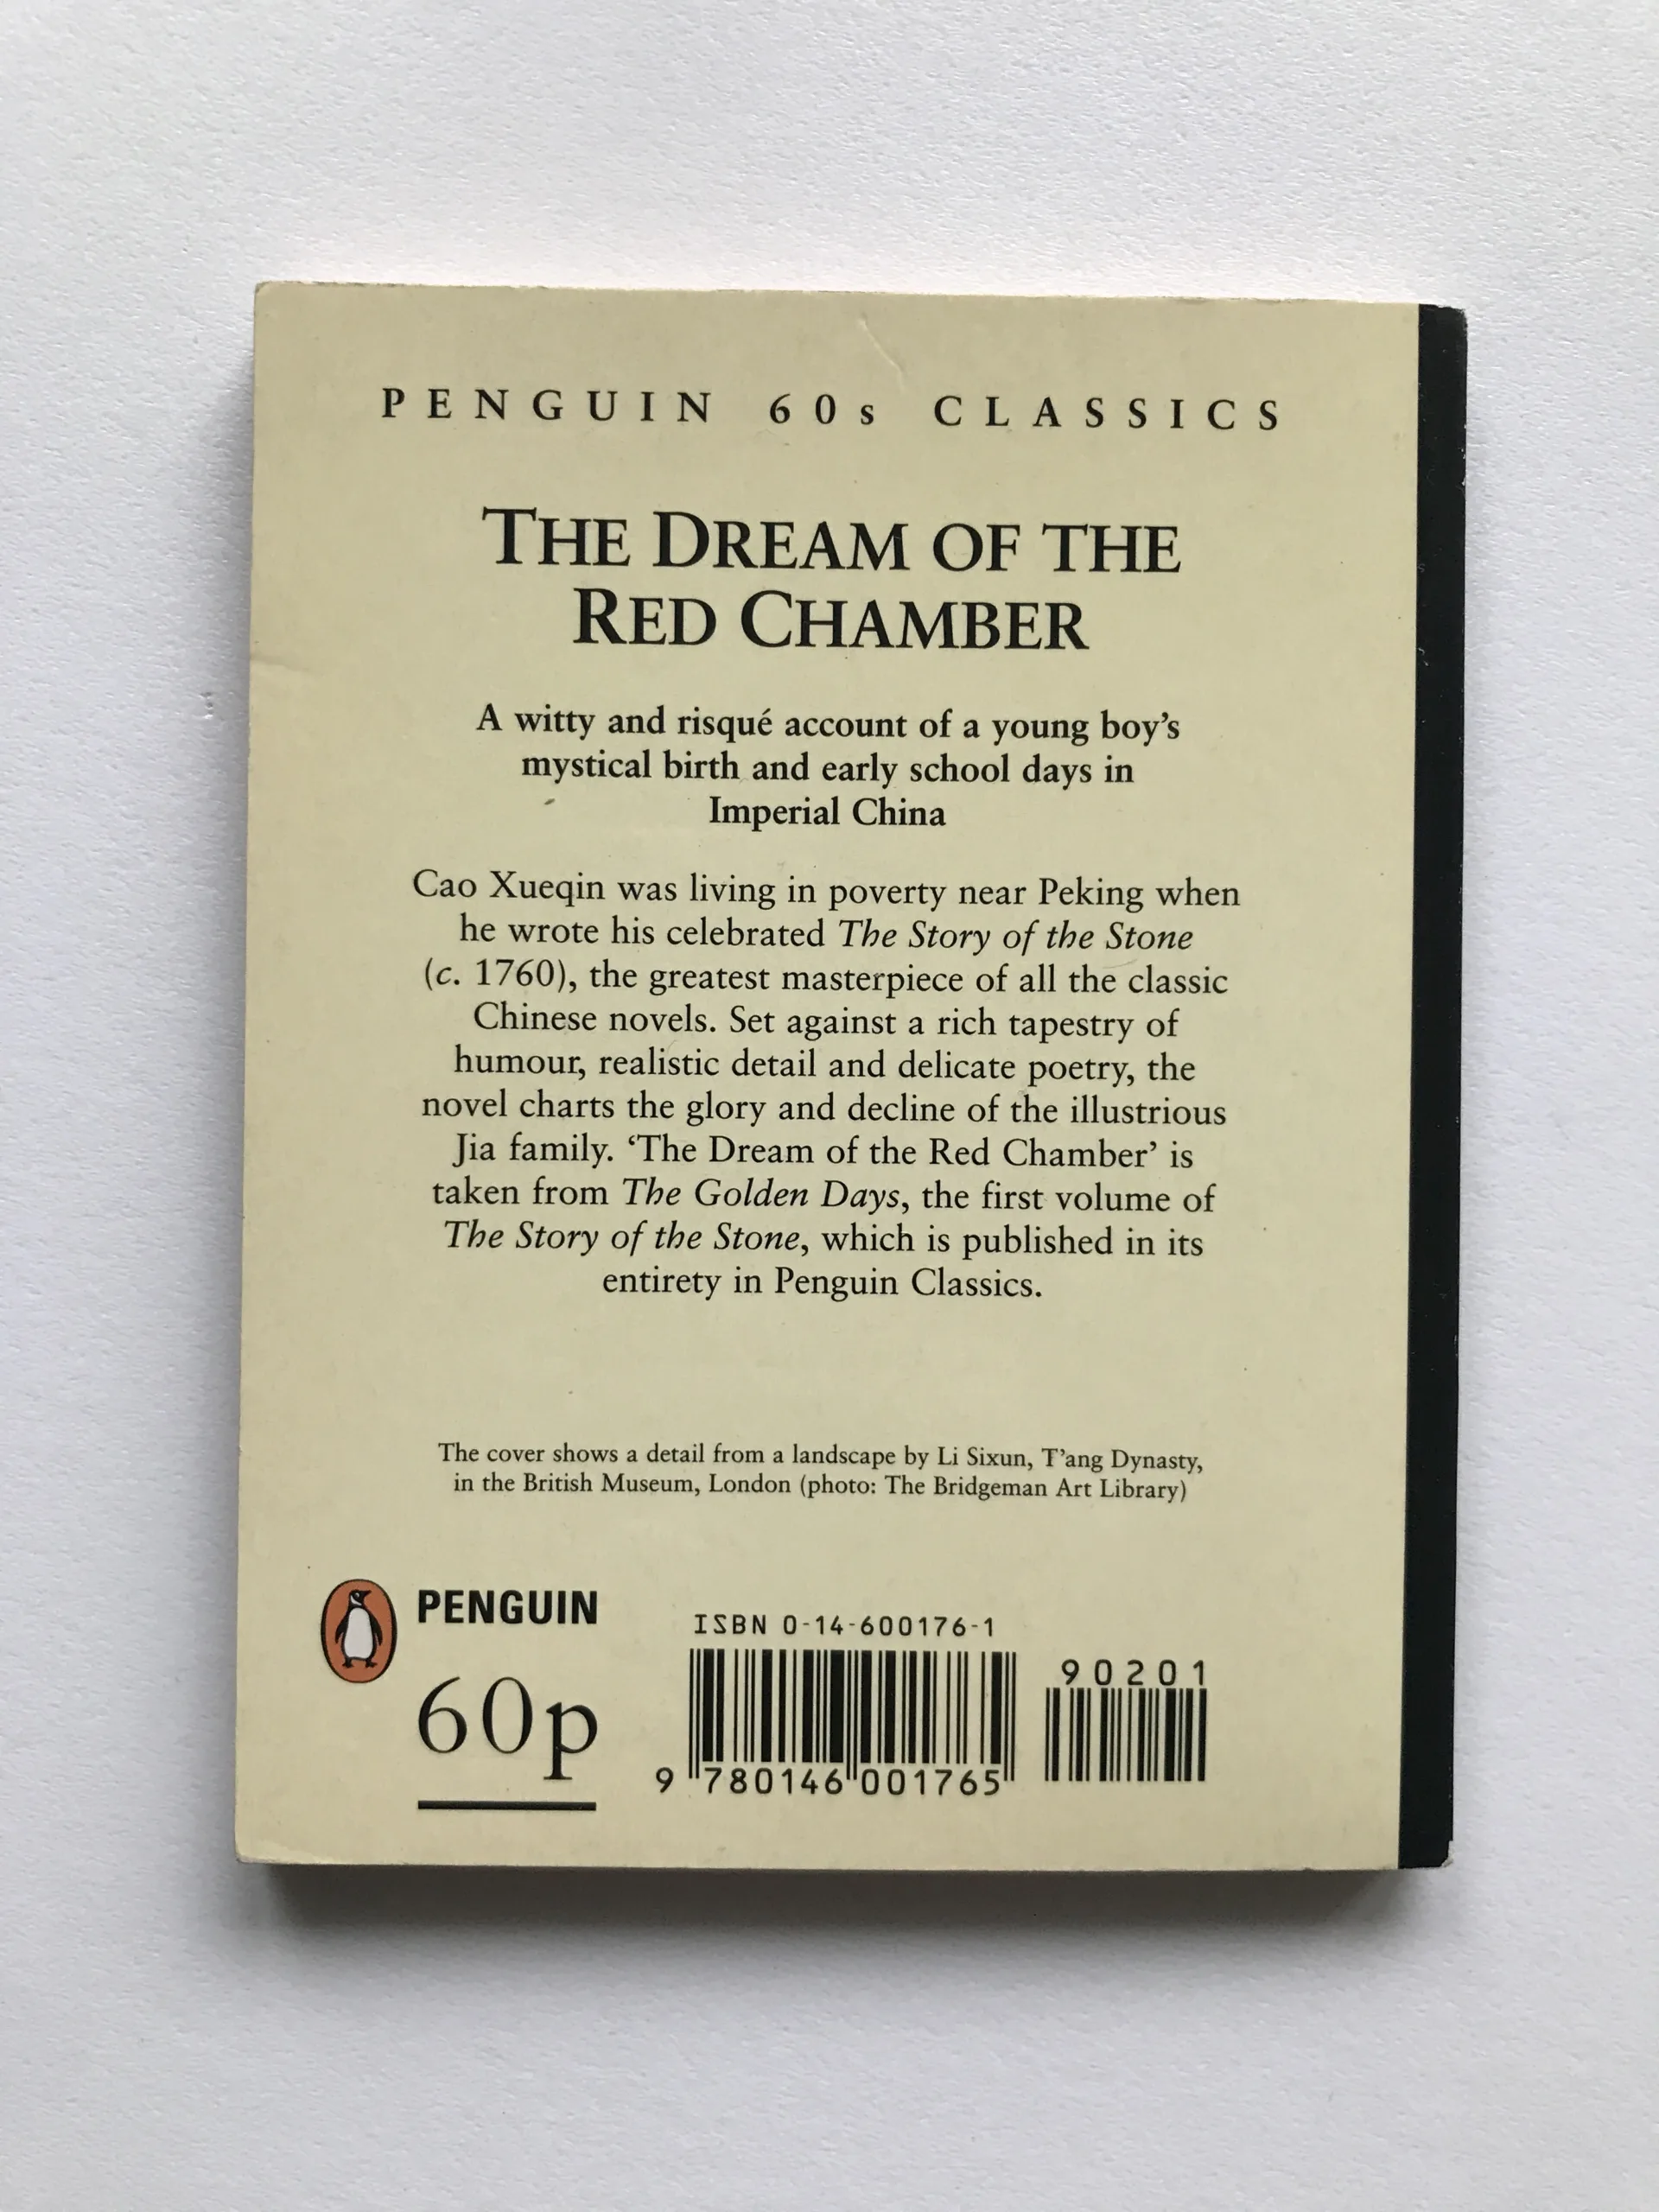 PENGUIN 60s CLASSICS
THE DREAM OF THE
RED CHAMBER
A witty and risqué account of a young boy’s
mystical birth and early school days in
Imperial China
Cao Xueqin was living in poverty near Peking when
he wrote his celebrated The Story of the Stone
(c. 1760), the greatest masterpiece of all the classic
Chinese novels. Set against a rich tapestry of
humour, realistic detail and delicate poetry, the
novel charts the glory and decline of the illustrious
Jia family. ‘The Dream of the Red Chamber’ is
taken from The Golden Days, the first volume of
The Story of the Stone, which is published in its
entirety in Penguin Classics.
The cover shows a detail from a landscape by Li Sixun, T’ang Dynasty,
in the British Museum, London (photo: The Bridgeman Art Library)
PENGUIN
60p
ISBN 0-14-600176-1
90201
9 780146 001765